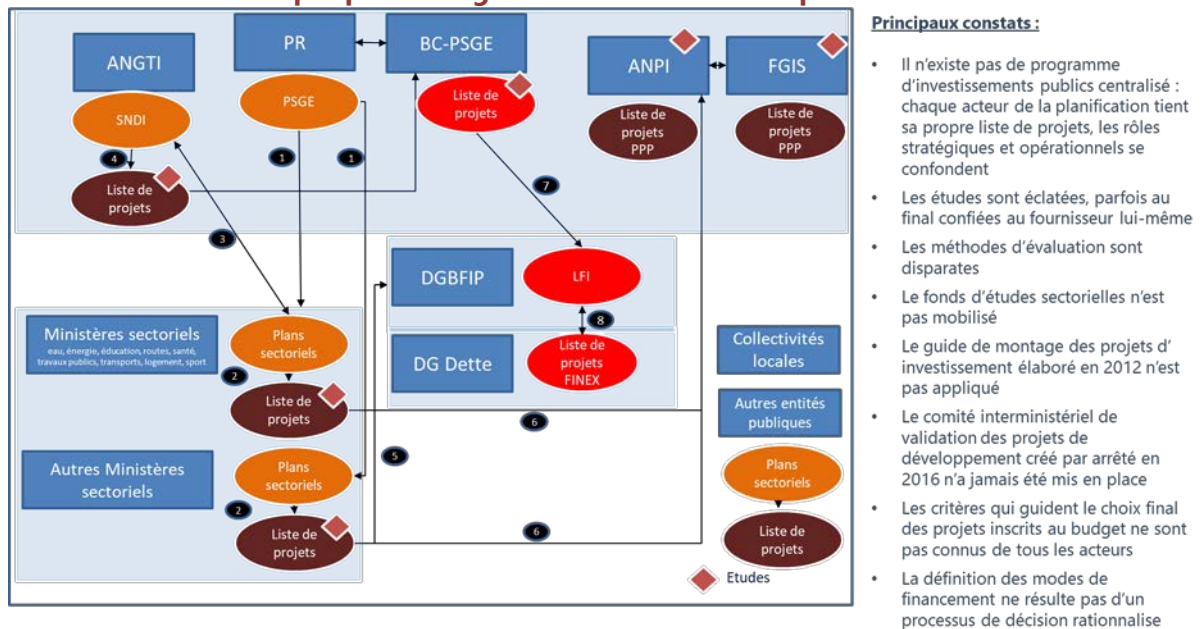 ANGTI
PR
BC-PSGE
ANPI
FGIS
SNDI
PSGE
Liste de
projets
Liste de
projets
PPP
Liste de
projets
PPP
4
1
1
Liste de
projets
7
3
DGBFIP
LFI
8
DG Dette
Liste de
projets
FINEX
Ministères sectoriels
eau, énergie, éducation, routes, santé,
travaux publics, transports, logement, sport
Plans
sectoriels
2
Liste de
projets
6
5
Autres Ministères
sectoriels
Plans
sectoriels
2
Liste de
projets
6
Collectivités
locales
Autres entités
publiques
Plans
sectoriels
Liste de
projets
Etudes
Principaux constats :
• Il n’existe pas de programme
d’investissements publics centralisé :
chaque acteur de la planification tient
sa propre liste de projets, les rôles
stratégiques et opérationnels se
confondent
• Les études sont éclatées, parfois au
final confiées au fournisseur lui-même
• Les méthodes d’évaluation sont
disparates
• Le fonds d’études sectorielles n’est
pas mobilisé
• Le guide de montage des projets d’
investissement élaboré en 2012 n’est
pas appliqué
• Le comité interministériel de
validation des projets de
développement créé par arrêté en
2016 n’a jamais été mis en place
• Les critères qui guident le choix final
des projets inscrits au budget ne sont
pas connus de tous les acteurs
• La définition des modes de
financement ne résulte pas d’un
processus de décision rationnalise